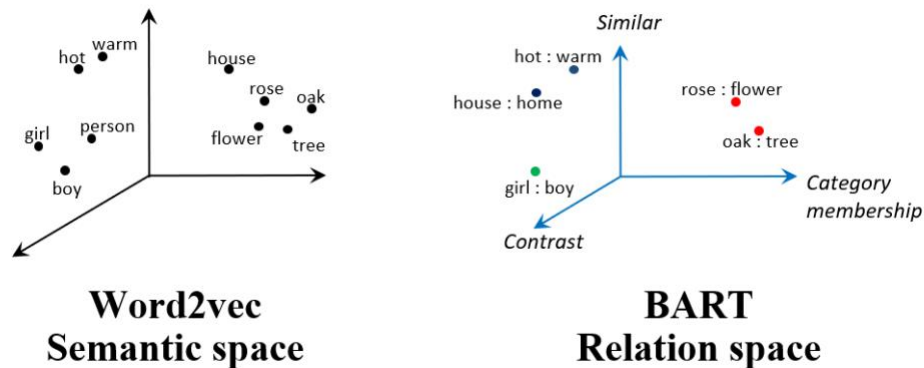 warm
hot
house
rose
oak
girl
person
flower
tree
boy
Word2vec
Semantic space
Similar
hot : warm
house : home
rose : flower
oak : tree
girl : boy
Category
membership
Contrast
BART
Relation space